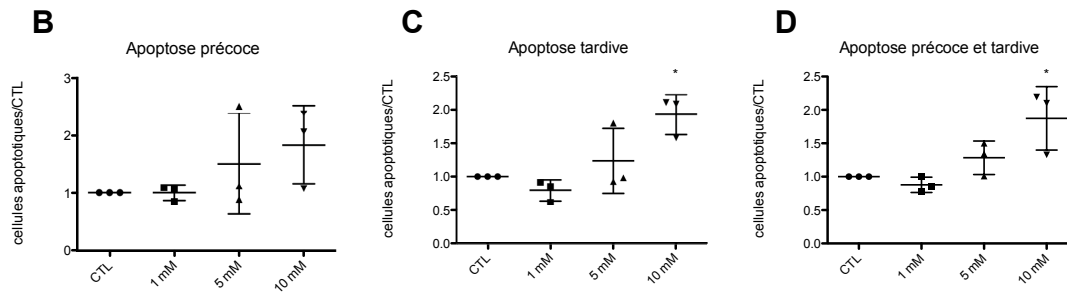 B
Apoptose précoce
cellules apoptotiques/CTL
3
2
1
0
CTL
1 mM
5 mM
10 mM
C
Apoptose tardive
*
cellules apoptotiques/CTL
2.5
2.0
1.5
1.0
0.5
0.0
CTL
1 mM
5 mM
10 mM
D
Apoptose précoce et tardive
*
cellules apoptotiques/CTL
2.5
2.0
1.5
1.0
0.5
0.0
CTL
1 mM
5 mM
10 mM